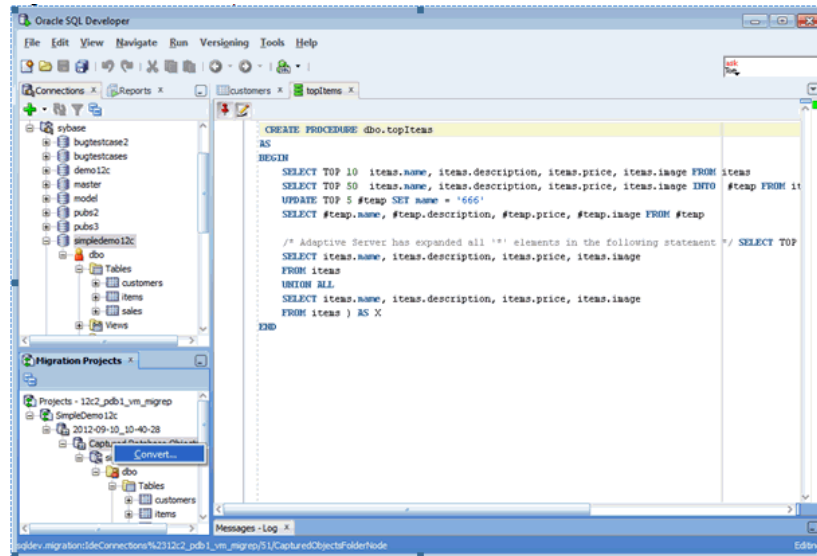 Oracle SQL Developer
File Edit View Navigate Run Versioning Tools Help
Connections x Reports x
customers x topItems x
sybase
bugtestcase2
bugtestcases
demo12c
master
model
pubs2
pubs3
simpledemo12c
dbo
Tables
customers
items
sales
Views
CREATE PROCEDURE dbo.topItems
AS
BEGIN
SELECT TOP 10 items.name, items.description, items.price, items.image FROM items
SELECT TOP 50 items.name, items.description, items.price, items.image INTO #temp FROM it
UPDATE TOP 5 #temp SET name = '666'
SELECT #temp.name, #temp.description, #temp.price, #temp.image FROM #temp
/* Adaptive Server has expanded all '*' elements in the following statement */ SELECT TOP
SELECT items.name, items.description, items.price, items.image
FROM items
UNION ALL
SELECT items.name, items.description, items.price, items.image
FROM items ) AS X
END
Migration Projects x
Projects - 12c2_pdb1_vm_migrep
SimpleDemo12c
2012-09-10_10-40-28
Captured Database Objects
Convert...
dbo
Tables
customers
items
Messages - Log x
sqldev.migration:IdeConnections%2312c2_pdb1_vm_migrep/51/CapturedObjectsFolderNode